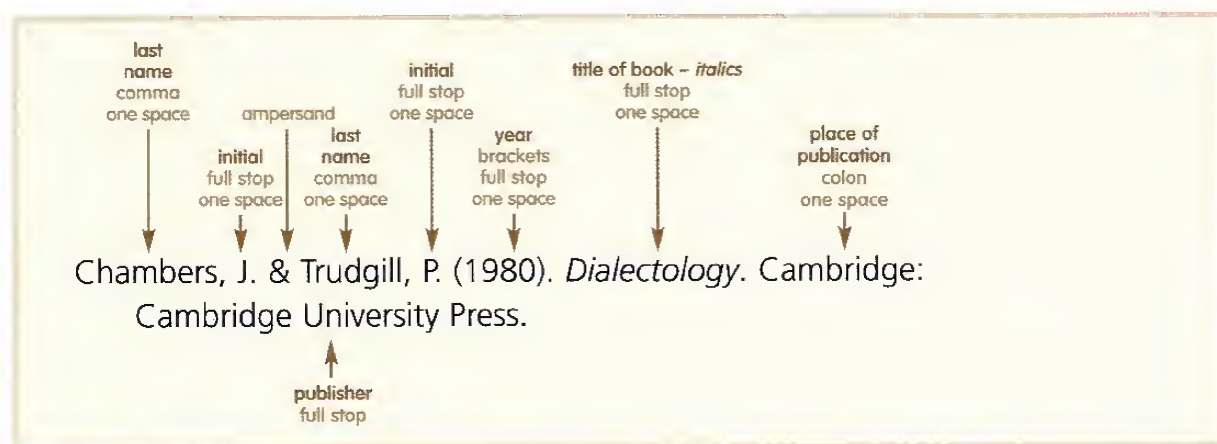 last
name
comma
one space
ampersand
initial
full stop
one space
last
name
comma
one space
initial
full stop
one space
year
brackets
full stop
one space
title of book – italics
full stop
one space
place of
publication
colon
one space
Chambers, J. & Trudgill, P. (1980). Dialectology. Cambridge:
Cambridge University Press.
publisher
full stop